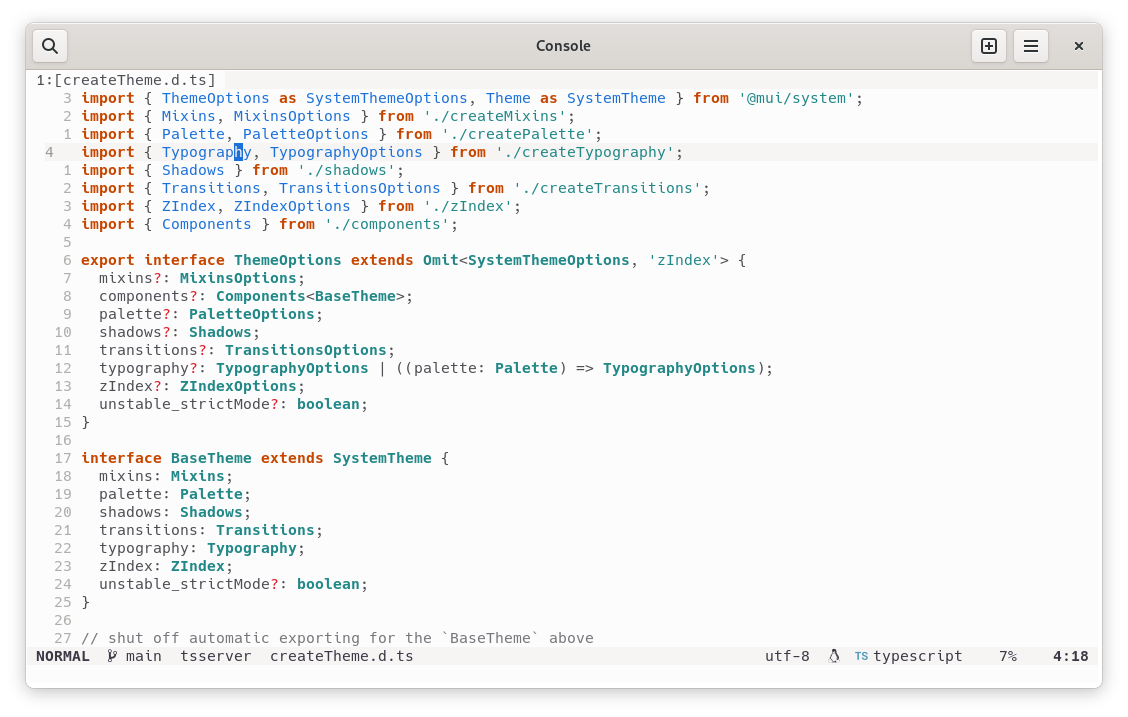 Console
1:[createTheme.d.ts]
3 import { ThemeOptions as SystemThemeOptions, Theme as SystemTheme } from '@mui/system';
2 import { Mixins, MixinsOptions } from './createMixins';
1 import { Palette, PaletteOptions } from './createPalette';
4 import { Typography, TypographyOptions } from './createTypography';
1 import { Shadows } from './shadows';
2 import { Transitions, TransitionsOptions } from './createTransitions';
3 import { ZIndex, ZIndexOptions } from './zIndex';
4 import { Components } from './components';
5
6 export interface ThemeOptions extends Omit<SystemThemeOptions, 'zIndex'> {
7   mixins?: MixinsOptions;
8   components?: Components<BaseTheme>;
9   palette?: PaletteOptions;
10   shadows?: Shadows;
11   transitions?: TransitionsOptions;
12   typography?: TypographyOptions | ((palette: Palette) => TypographyOptions);
13   zIndex?: ZIndexOptions;
14   unstable_strictMode?: boolean;
15 }
16
17 interface BaseTheme extends SystemTheme {
18   mixins: Mixins;
19   palette: Palette;
20   shadows: Shadows;
21   transitions: Transitions;
22   typography: Typography;
23   zIndex: ZIndex;
24   unstable_strictMode?: boolean;
25 }
26
27 // shut off automatic exporting for the `BaseTheme` above
NORMAL main tsserver createTheme.d.ts utf-8 TS typescript 7% 4:18